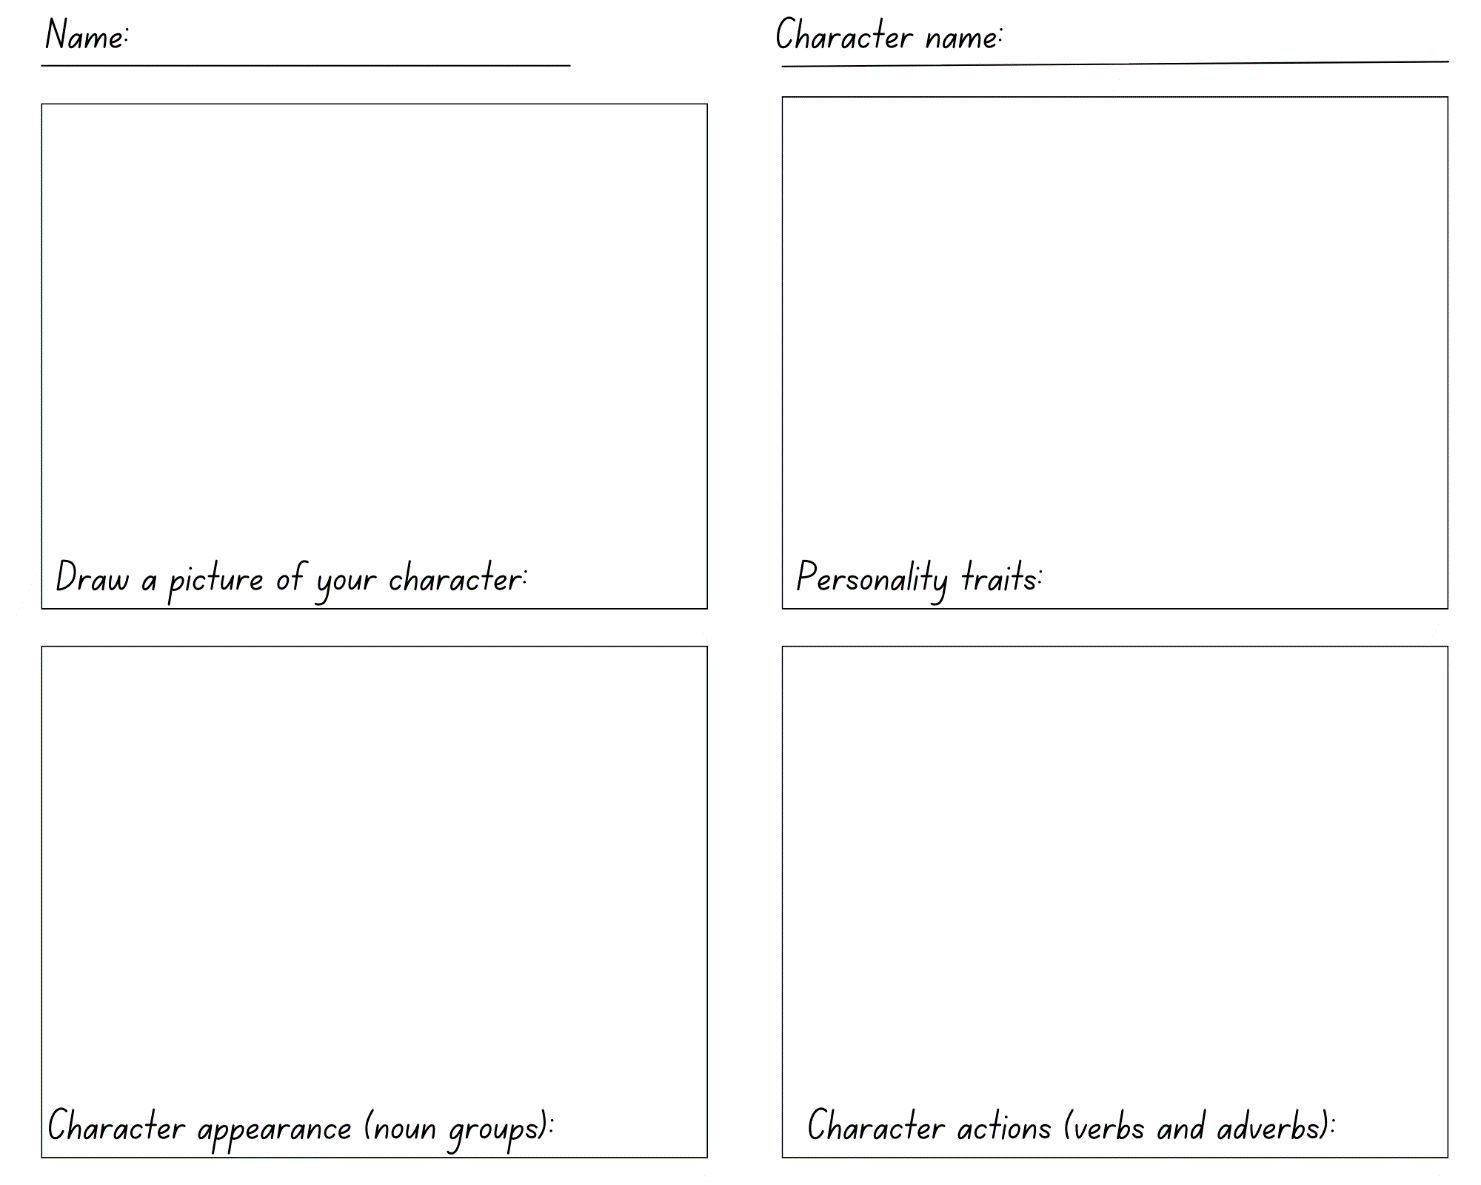 Name:
Character name:
Draw a picture of your character:
Personality traits:
Character appearance (noun groups):
Character actions (verbs and adverbs):